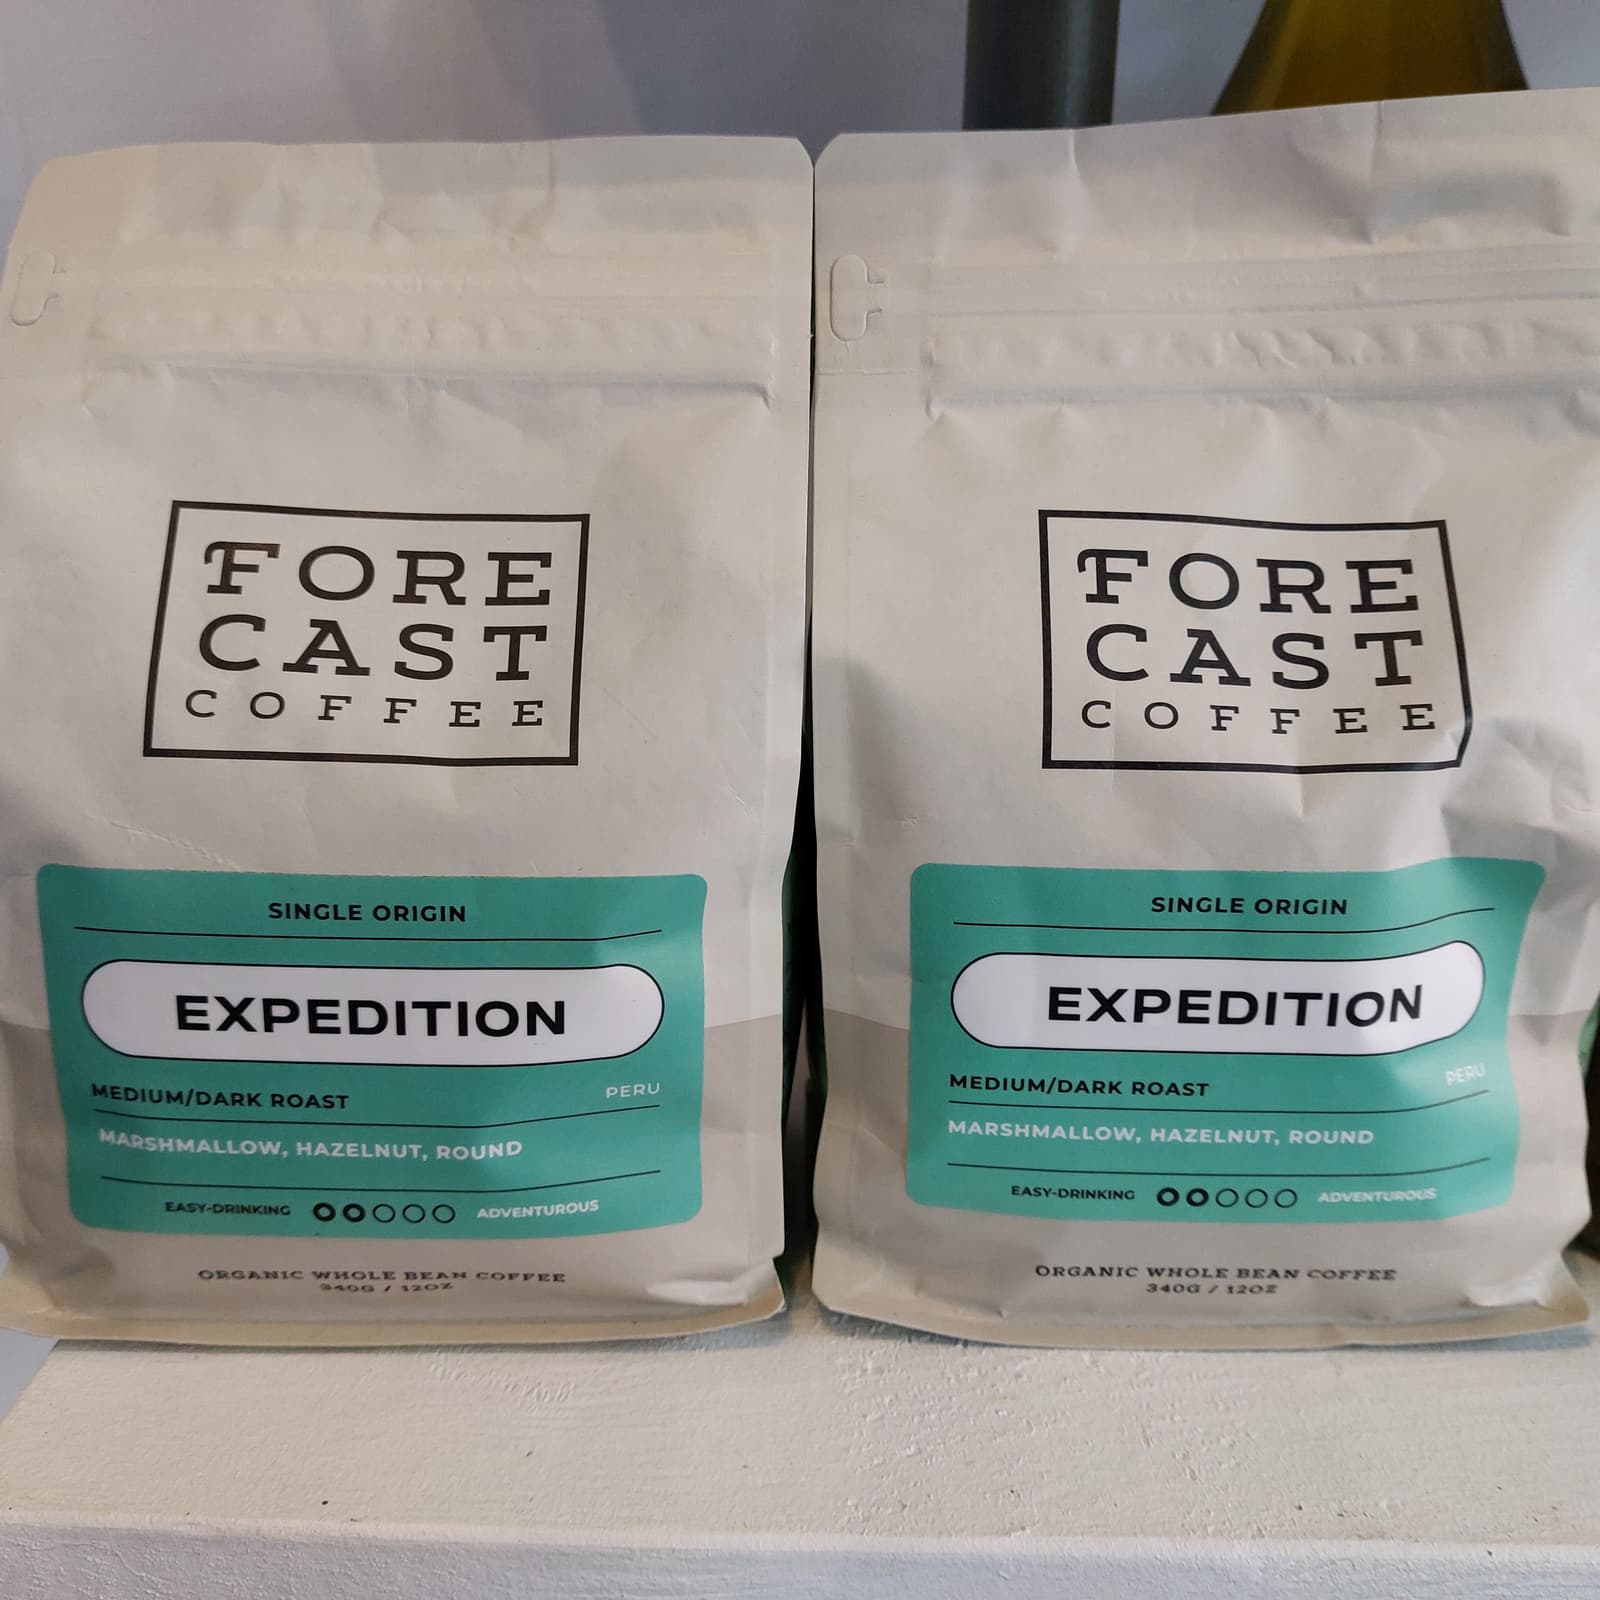 FORE
CAST
COFFEE
SINGLE ORIGIN
EXPEDITION
MEDIUM/DARK ROAST PERU
MARSHMALLOW, HAZELNUT, ROUND
EASY-DRINKING ADVENTUROUS
ORGANIC WHOLE BEAN COFFEE
340G / 12OZ
FORE
CAST
COFFEE
SINGLE ORIGIN
EXPEDITION
MEDIUM/DARK ROAST PERU
MARSHMALLOW, HAZELNUT, ROUND
EASY-DRINKING ADVENTUROUS
ORGANIC WHOLE BEAN COFFEE
340G / 12OZ